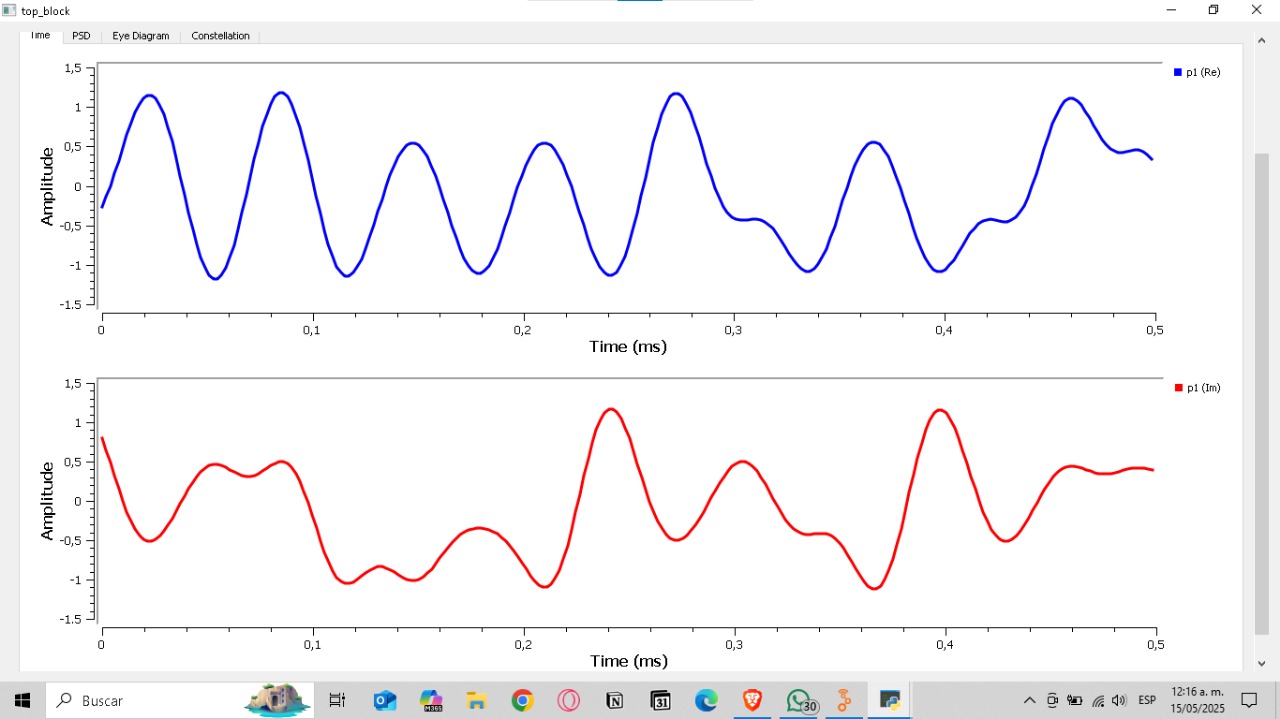 top_block
Time PSD Eye Diagram Constellation
1,5
1
0,5
0
-0,5
-1
-1.5
Amplitude
p1 (Re)
0 0,1 0,2 0,3 0,4 0,5
Time (ms)
1,5
1
0,5
0
-0,5
-1
-1.5
Amplitude
p1 (Im)
0 0,1 0,2 0,3 0,4 0,5
Time (ms)
Buscar
M365
N
31
30
ESP
12:16 a. m.
15/05/2025